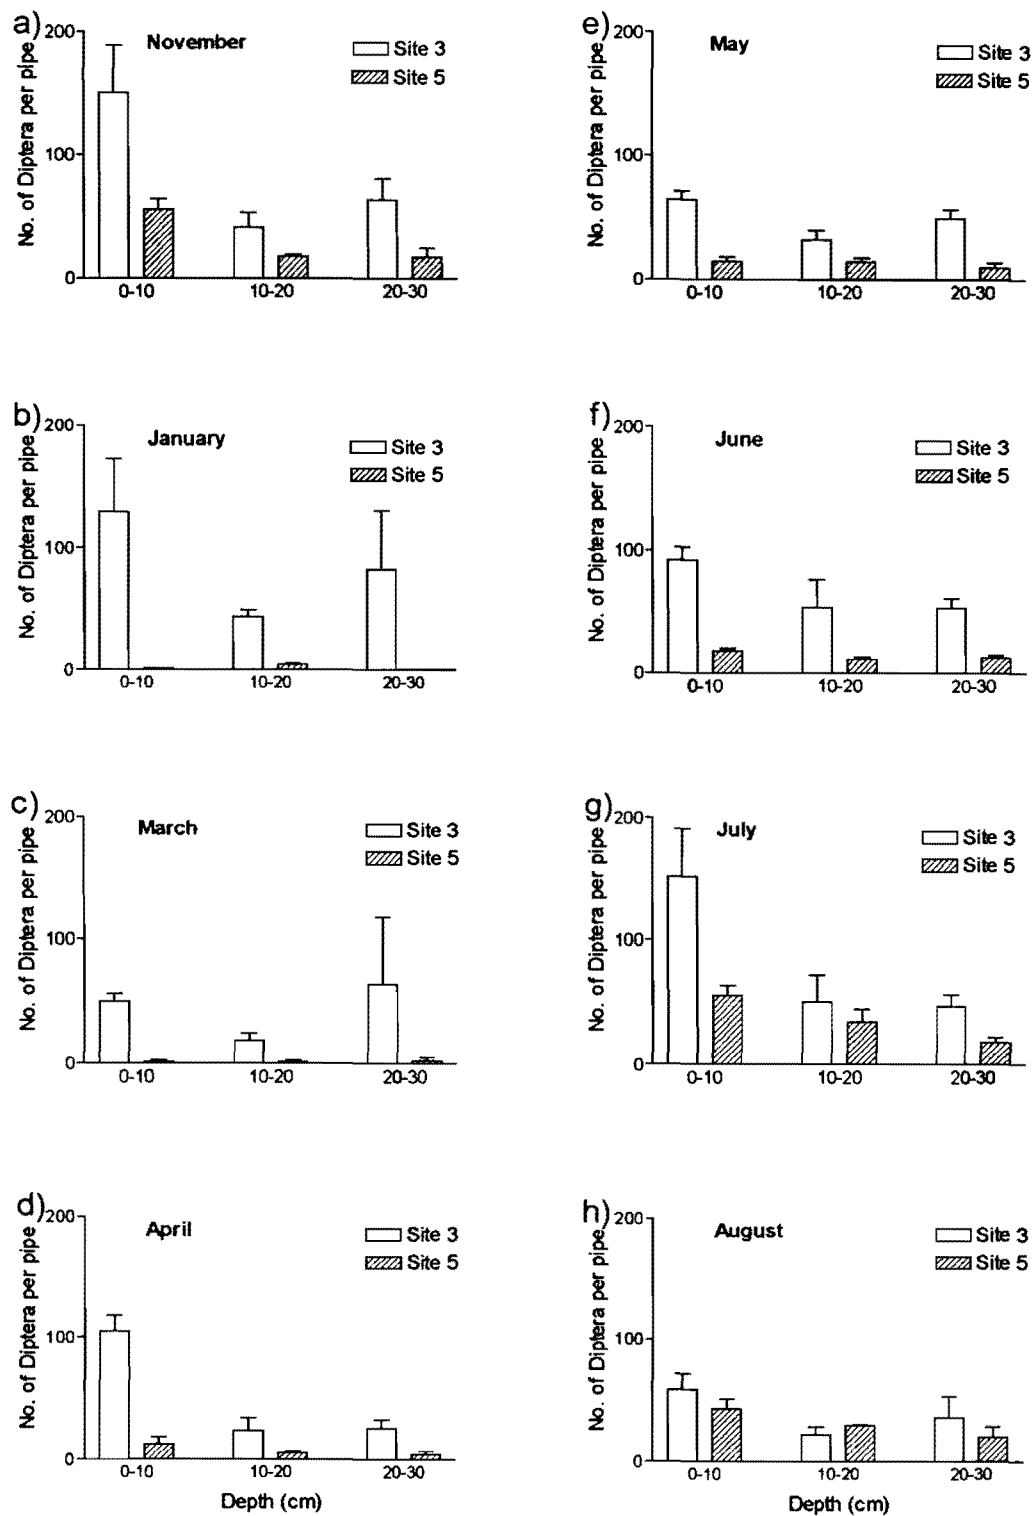 a)
November
Site 3
Site 5
No. of Diptera per pipe
200
100
0
0-10
10-20
20-30
b)
January
Site 3
Site 5
No. of Diptera per pipe
200
100
0
0-10
10-20
20-30
c)
March
Site 3
Site 5
No. of Diptera per pipe
200
100
0
0-10
10-20
20-30
d)
April
Site 3
Site 5
No. of Diptera per pipe
200
100
0
0-10
10-20
20-30
Depth (cm)
e)
May
Site 3
Site 5
No. of Diptera per pipe
200
100
0
0-10
10-20
20-30
f)
June
Site 3
Site 5
No. of Diptera per pipe
200
100
0
0-10
10-20
20-30
g)
July
Site 3
Site 5
No. of Diptera per pipe
200
100
0
0-10
10-20
20-30
h)
August
Site 3
Site 5
No. of Diptera per pipe
200
100
0
0-10
10-20
20-30
Depth (cm)